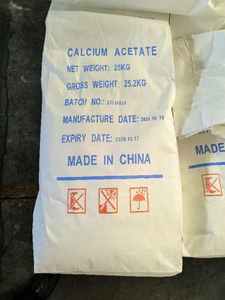 CALCIUM ACETATE
NET WEIGHT: 25KG
GROSS WEIGHT: 25.2KG
BATCH NO.:
MANUFACTURE DATE:
EXPIRY DATE:
MADE IN CHINA
MADE